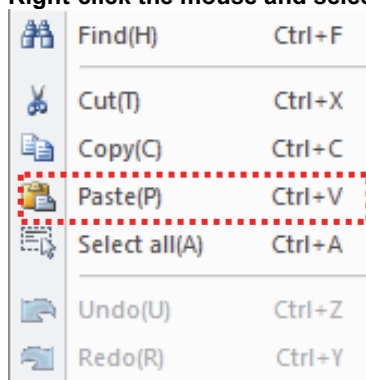 Right-click the mouse and selec
Find(H) Ctrl+F
Cut(T) Ctrl+X
Copy(C) Ctrl+C
Paste(P) Ctrl+V
Select all(A) Ctrl+A
Undo(U) Ctrl+Z
Redo(R) Ctrl+Y